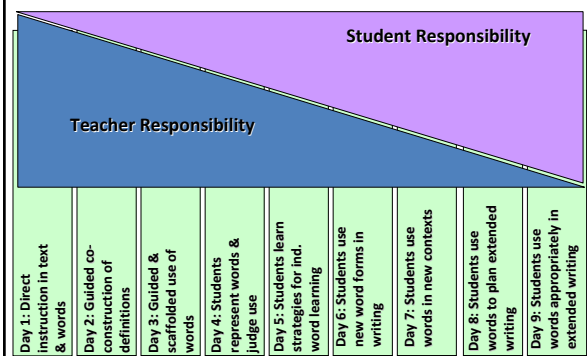 Student Responsibility
Teacher Responsibility
Day 1: Direct
instruction in text
& words
Day 2: Guided co-
construction of
definitions
Day 3: Guided &
scaffolded use of
words
Day 4: Students
represent words &
judge use
Day 5: Students learn
strategies for ind.
word learning
Day 6: Students use
new word forms in
writing
Day 7: Students use
words in new contexts
Day 8: Students use
words to plan extended
writing
Day 9: Students use
words appropriately in
extended writing